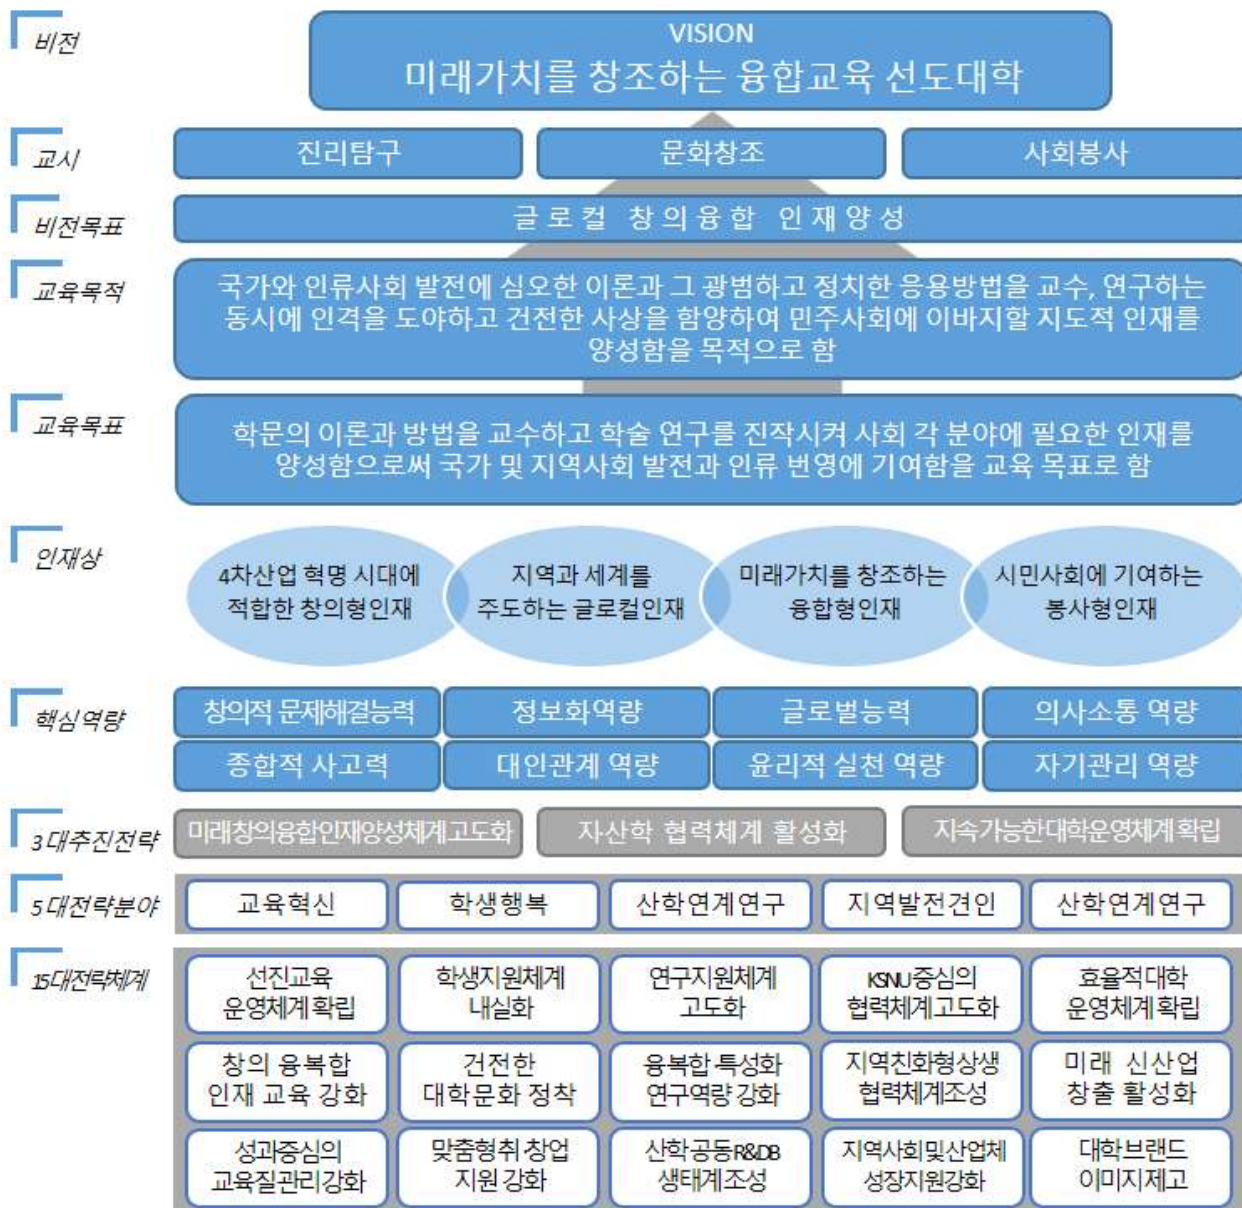 비전
VISION
미래가치를 창조하는 융합교육 선도대학
교시
진리탐구 문화창조 사회봉사
비전목표
글로컬 창의융합 인재양성
교육목적
국가와 인류사회 발전에 심오한 이론과 그 광범하고 정치한 응용방법을 교수, 연구하는
동시에 인격을 도야하고 건전한 사상을 함양하여 민주사회에 이바지할 지도적 인재를
양성함을 목적으로 함
교육목표
학문의 이론과 방법을 교수하고 학술 연구를 진작시켜 사회 각 분야에 필요한 인재를
양성함으로써 국가 및 지역사회 발전과 인류 번영에 기여함을 교육 목표로 함
인재상
4차산업 혁명 시대에
적합한 창의형인재
지역과 세계를
주도하는 글로컬인재
미래가치를 창조하는
융합형인재
시민사회에 기여하는
봉사형인재
핵심역량
창의적 문제해결능력 정보화역량 글로벌능력 의사소통 역량
종합적 사고력 대인관계 역량 윤리적 실천 역량 자기관리 역량
3대추진전략
미래창의융합인재양성체계고도화 자산학 협력체계 활성화 지속가능한대학운영체계확립
5대전략분야
교육혁신 학생행복 산학연계연구 지역발전견인 산학연계연구
15대전략체계
선진교육
운영체계확립
학생지원체계
내실화
연구지원체계
고도화
KSNU중심의
협력체계고도화
효율적대학
운영체계확립
창의 융복합
인재 교육 강화
건전한
대학문화 정착
융복합 특성화
연구역량 강화
지역친화형상생
협력체계조성
미래 신산업
창출 활성화
성과중심의
교육질관리강화
맞춤형취 창업
지원 강화
산학공동R&DB
생태계조성
지역사회및산업체
성장지원강화
대학브랜드
이미지제고